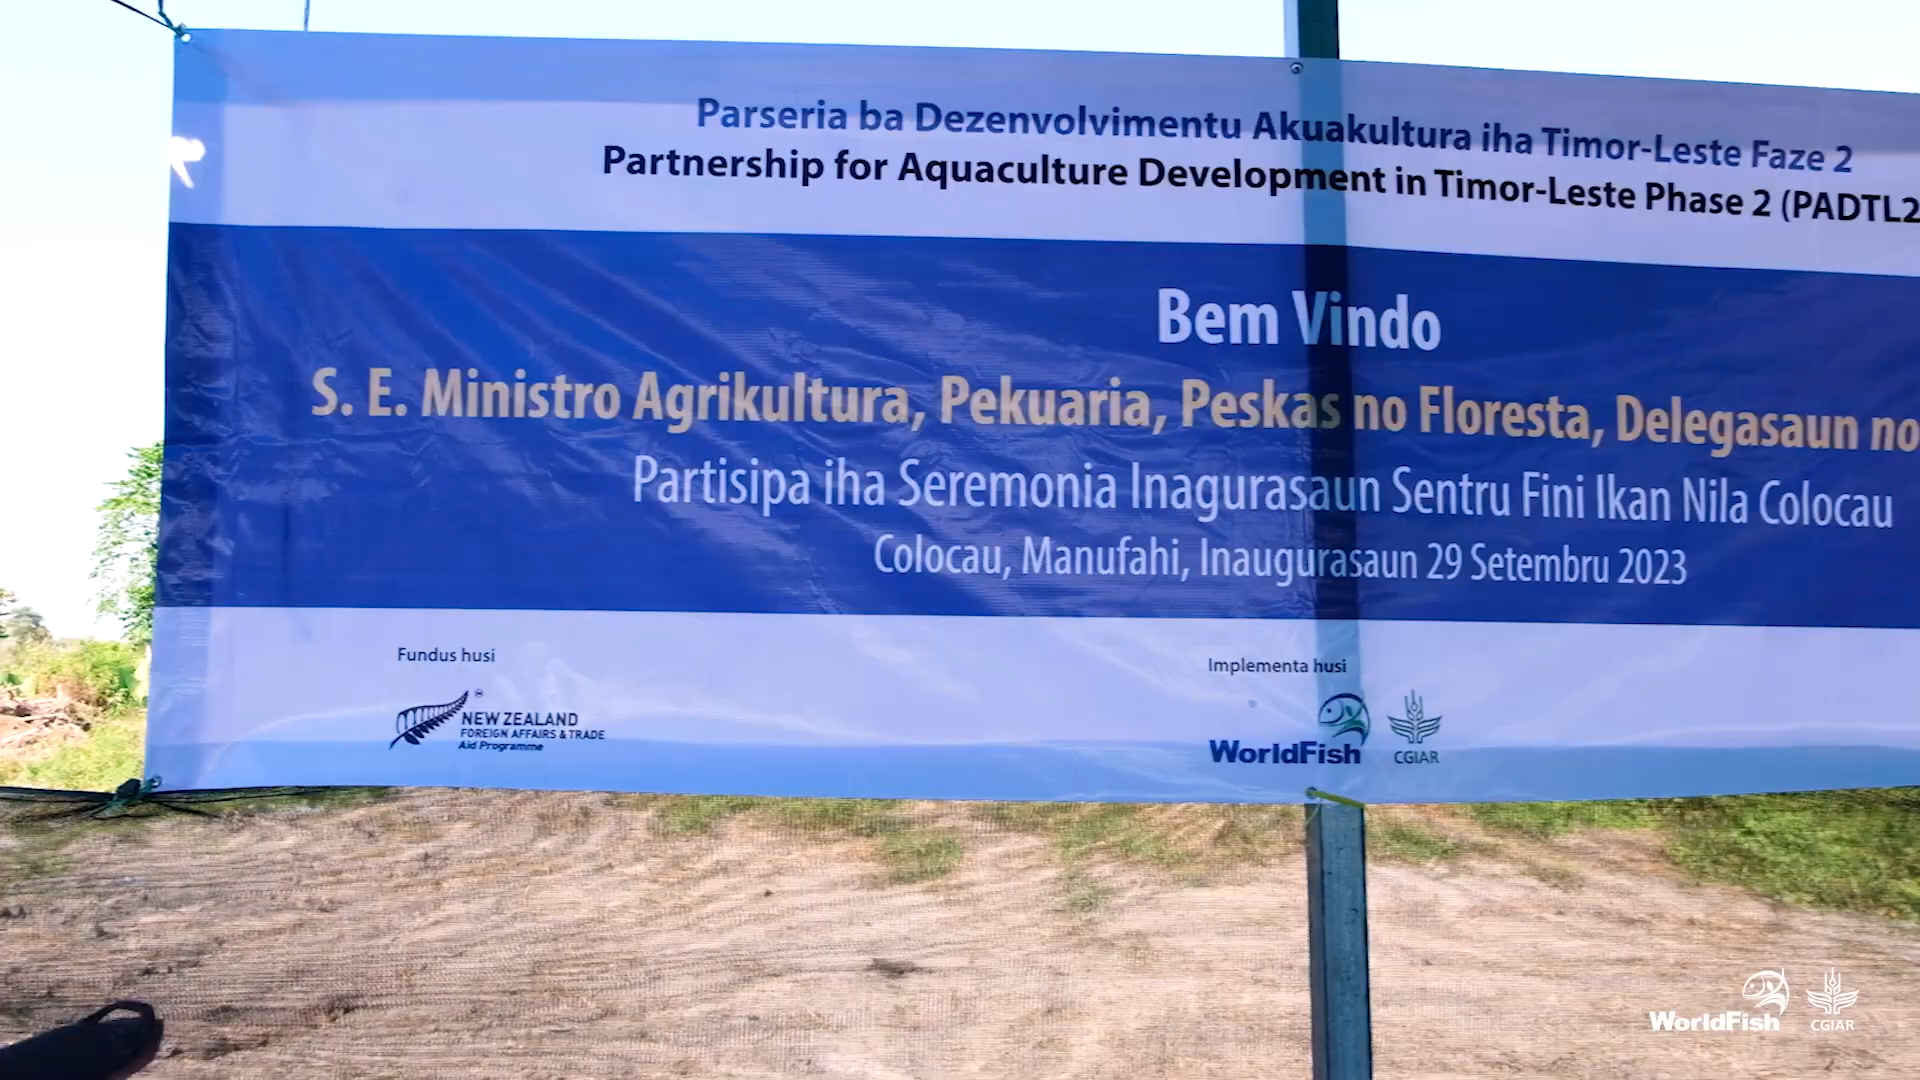 Parseria ba Dezenvolvimentu Akuakultura iha Timor-Leste Faze 2
Partnership for Aquaculture Development in Timor-Leste Phase 2 (PADTL2
Bem Vindo
S. E. Ministro Agrikultura, Pekuaria, Peskas no Floresta, Delegasaun no
Partisipa iha Seremonia Inagurasaun Sentru Fini Ikan Nila Colocau
Colocau, Manufahi, Inaugurasaun 29 Setembru 2023
Fundus husi
Implementa husi
NEW ZEALAND
FOREIGN AFFAIRS & TRADE
Aid Programme
WorldFish
CGIAR
WorldFish
CGIAR